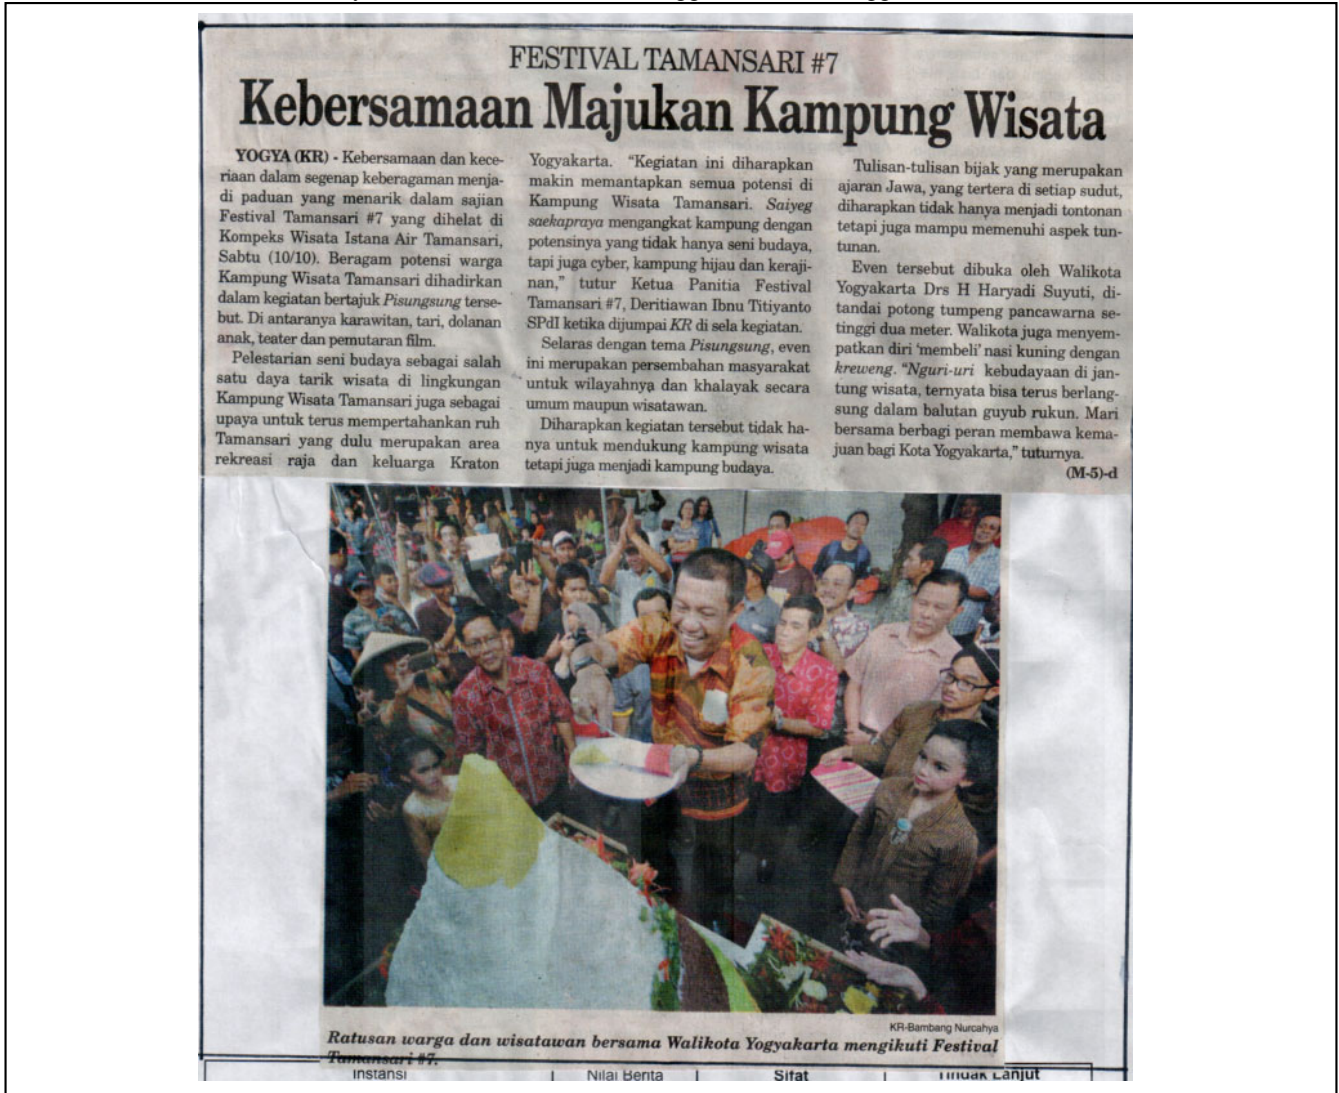 FESTIVAL TAMANSARI #7
Kebersamaan Majukan Kampung Wisata
YOGYA (KR) - Kebersamaan dan kece-
riaan dalam segenap keberagaman menja-
di paduan yang menarik dalam sajian
Festival Tamansari #7 yang dihelat di
Kompeks Wisata Istana Air Tamansari,
Sabtu (10/10). Beragam potensi warga
Kampung Wisata Tamansari dihadirkan
dalam kegiatan bertajuk Pisungsung terse-
but. Di antaranya karawitan, tari, dolanan
anak, teater dan pemutaran film.
Pelestarian seni budaya sebagai salah
satu daya tarik wisata di lingkungan
Kampung Wisata Tamansari juga sebagai
upaya untuk terus mempertahankan ruh
Tamansari yang dulu merupakan area
rekreasi raja dan keluarga Kraton
Yogyakarta. "Kegiatan ini diharapkan
makin memantapkan semua potensi di
Kampung Wisata Tamansari. Saiyeg
saekapraya mengangkat kampung dengan
potensinya yang tidak hanya seni budaya,
tapi juga cyber, kampung hijau dan keraji-
nan," tutur Ketua Panitia Festival
Tamansari #7, Deritiawan Ibnu Titiyanto
SPdI ketika dijumpai KR di sela kegiatan.
Selaras dengan tema Pisungsung, even
ini merupakan persembahan masyarakat
untuk wilayahnya dan khalayak secara
umum maupun wisatawan.
Diharapkan kegiatan tersebut tidak ha-
nya untuk mendukung kampung wisata
tetapi juga menjadi kampung budaya.
Tulisan-tulisan bijak yang merupakan
ajaran Jawa, yang tertera di setiap sudut,
diharapkan tidak hanya menjadi tontonan
tetapi juga mampu memenuhi aspek tun-
tunan.
Even tersebut dibuka oleh Walikota
Yogyakarta Drs H Haryadi Suyuti, di-
tandai potong tumpeng pancawarna se-
tinggi dua meter. Walikota juga menyem-
patkan diri 'membeli' nasi kuning dengan
kreweng. "Nguri-uri kebudayaan di jan-
tung wisata, ternyata bisa terus berlang-
sung dalam balutan guyub rukun. Mari
bersama berbagi peran membawa kema-
juan bagi Kota Yogyakarta," tuturnya.
(M-5)-d
KR-Bambang Nurcahya
Ratusan warga dan wisatawan bersama Walikota Yogyakarta mengikuti Festival
Tamansari #7.
Instansi Nilai Berita Sifat Tindak Lanjut